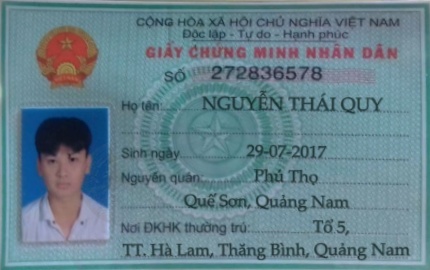 CỘNG HÒA XÃ HỘI CHỦ NGHĨA VIỆT NAM
Độc lập - Tự do - Hạnh phúc
GIẤY CHỨNG MINH NHÂN DÂN
SỐ 272836578
Họ tên: NGUYỄN THÁI QUY
Sinh ngày 29-07-2017
Nguyên quán: Phú Thọ
Quế Sơn, Quảng Nam
Nơi ĐKHK thường trú: Tổ 5,
TT. Hà Lam, Thăng Bình, Quảng Nam